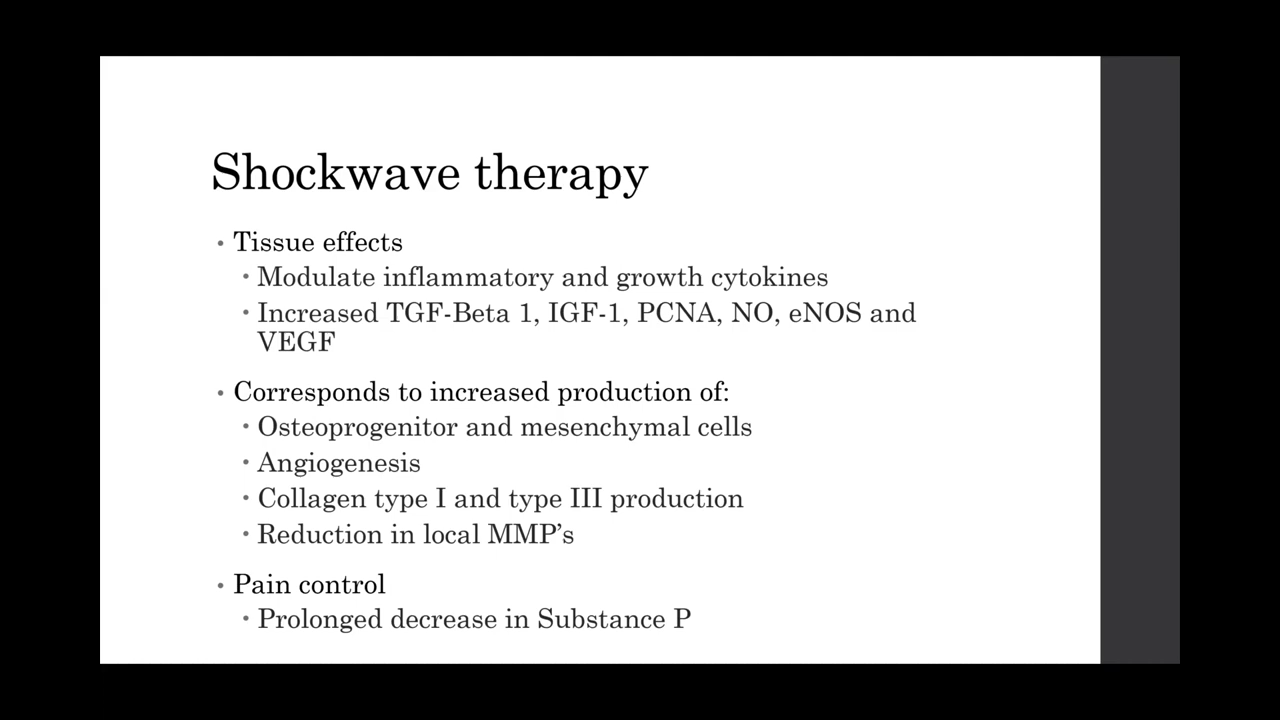 Shockwave therapy
• Tissue effects
• Modulate inflammatory and growth cytokines
• Increased TGF-Beta 1, IGF-1, PCNA, NO, eNOS and
VEGF
• Corresponds to increased production of:
• Osteoprogenitor and mesenchymal cells
• Angiogenesis
• Collagen type I and type III production
• Reduction in local MMP’s
• Pain control
• Prolonged decrease in Substance P